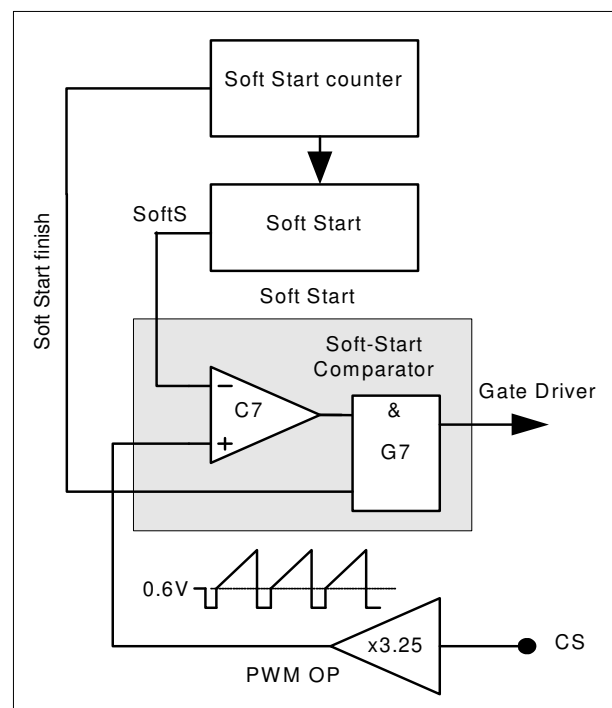 Soft Start counter
SoftS
Soft Start
Soft Start finish
Soft Start
Soft-Start
Comparator
Gate Driver
−
C7
+
&
G7
0.6V
x3.25
CS
PWM OP